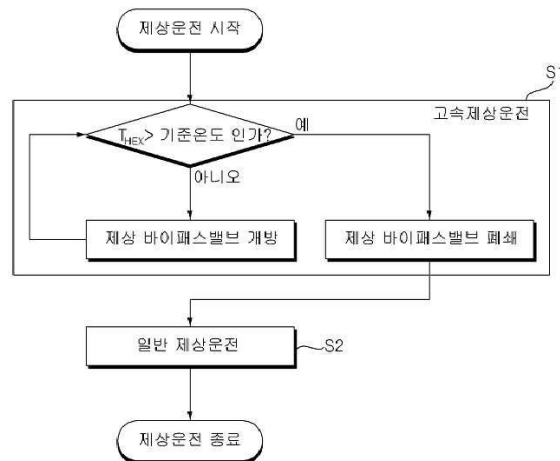 제상운전 시작
S1
고속제상운전
T_HEX> 기준온도 인가?
예
아니오
제상 바이패스밸브 개방
제상 바이패스밸브 폐쇄
일반 제상운전
S2
제상운전 종료